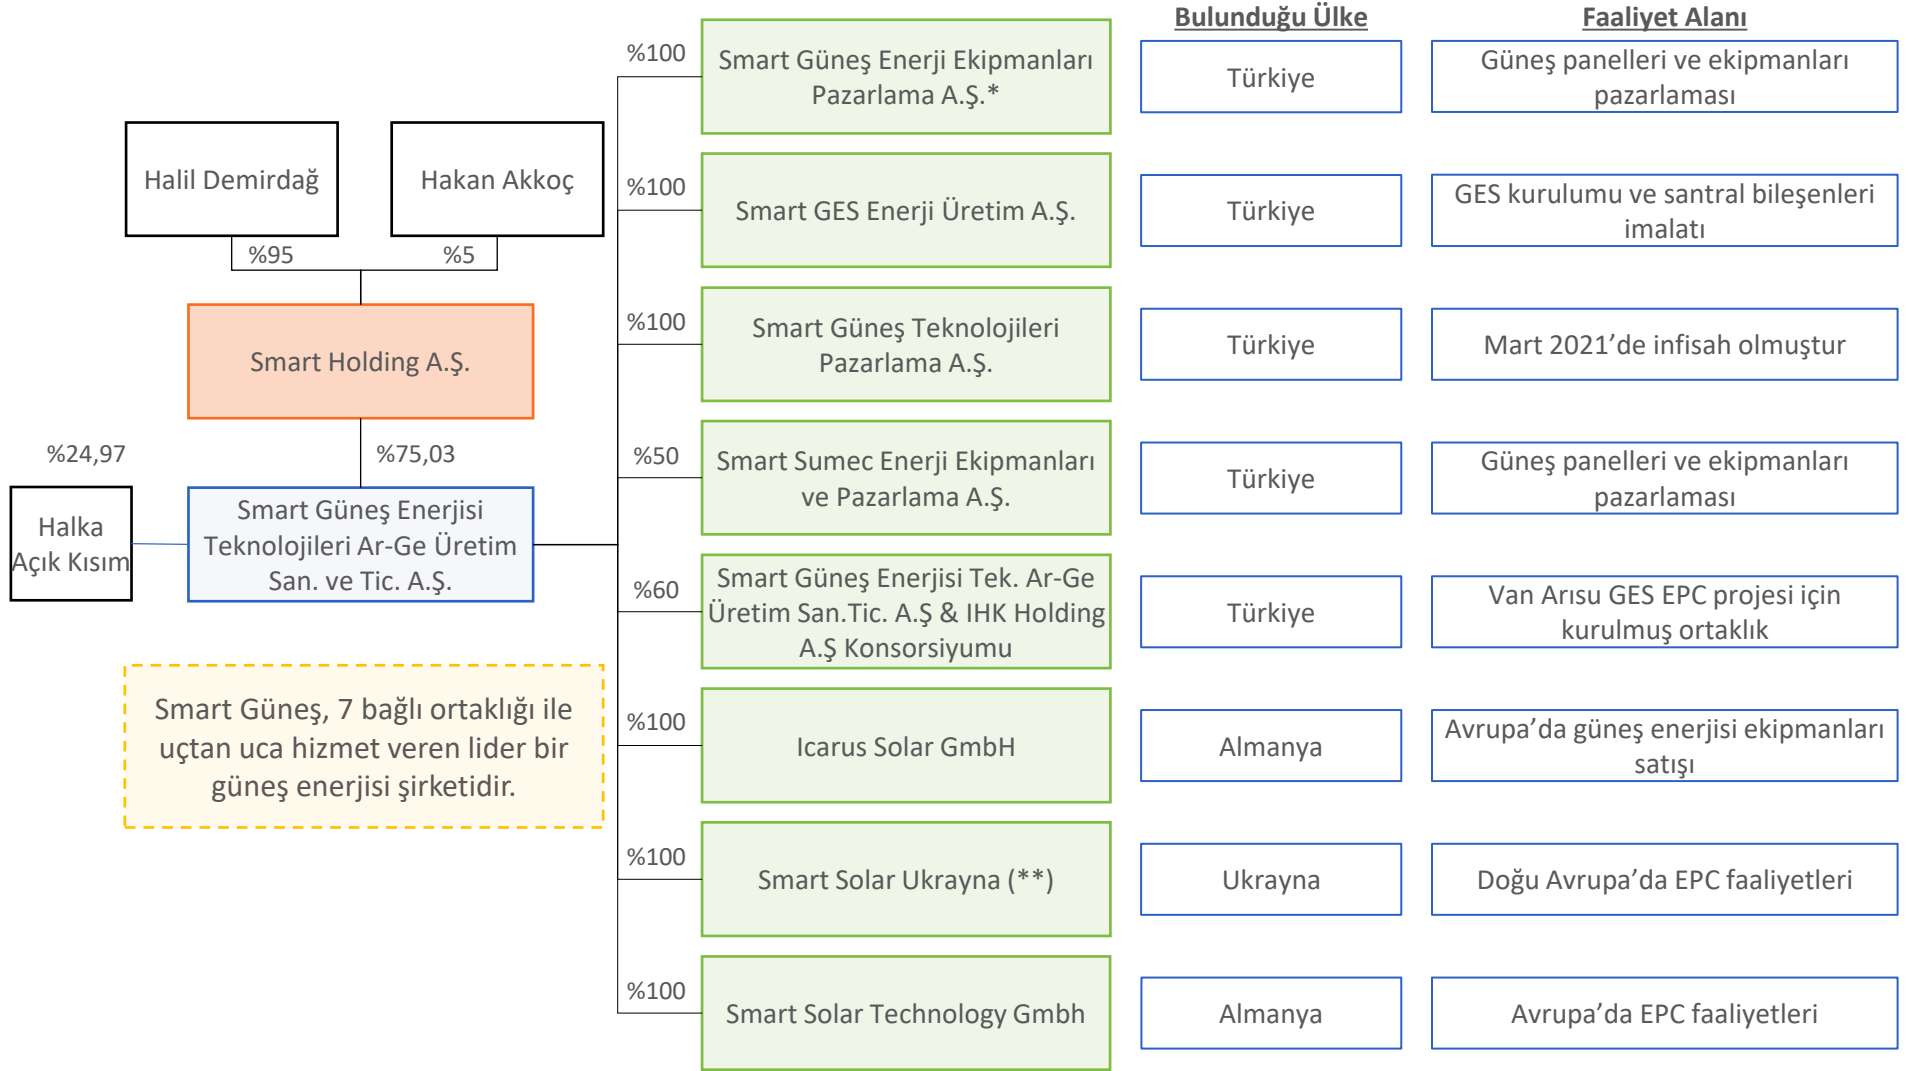 Bulunduğu Ülke
Faaliyet Alanı
%100
Smart Güneş Enerji Ekipmanları
Pazarlama A.Ş.*
Türkiye
Güneş panelleri ve ekipmanları
pazarlaması
Halil Demirdağ
Hakan Akkoç
%95
%5
%100
Smart GES Enerji Üretim A.Ş.
Türkiye
GES kurulumu ve santral bileşenleri
imalatı
Smart Holding A.Ş.
%100
Smart Güneş Teknolojileri
Pazarlama A.Ş.
Türkiye
Mart 2021’de infisah olmuştur
%24,97
%75,03
%50
Smart Sumec Enerji Ekipmanları
ve Pazarlama A.Ş.
Türkiye
Güneş panelleri ve ekipmanları
pazarlaması
Halka
Açık Kısım
Smart Güneş Enerjisi
Teknolojileri Ar-Ge Üretim
San. ve Tic. A.Ş.
%60
Smart Güneş Enerjisi Tek. Ar-Ge
Üretim San.Tic. A.Ş & IHK Holding
A.Ş Konsorsiyumu
Türkiye
Van Arısu GES EPC projesi için
kurulmuş ortaklık
Smart Güneş, 7 bağlı ortaklığı ile
uçtan uca hizmet veren lider bir
güneş enerjisi şirketidir.
%100
Icarus Solar GmbH
Almanya
Avrupa’da güneş enerjisi ekipmanları
satışı
%100
Smart Solar Ukrayna (**)
Ukrayna
Doğu Avrupa’da EPC faaliyetleri
%100
Smart Solar Technology Gmbh
Almanya
Avrupa’da EPC faaliyetleri